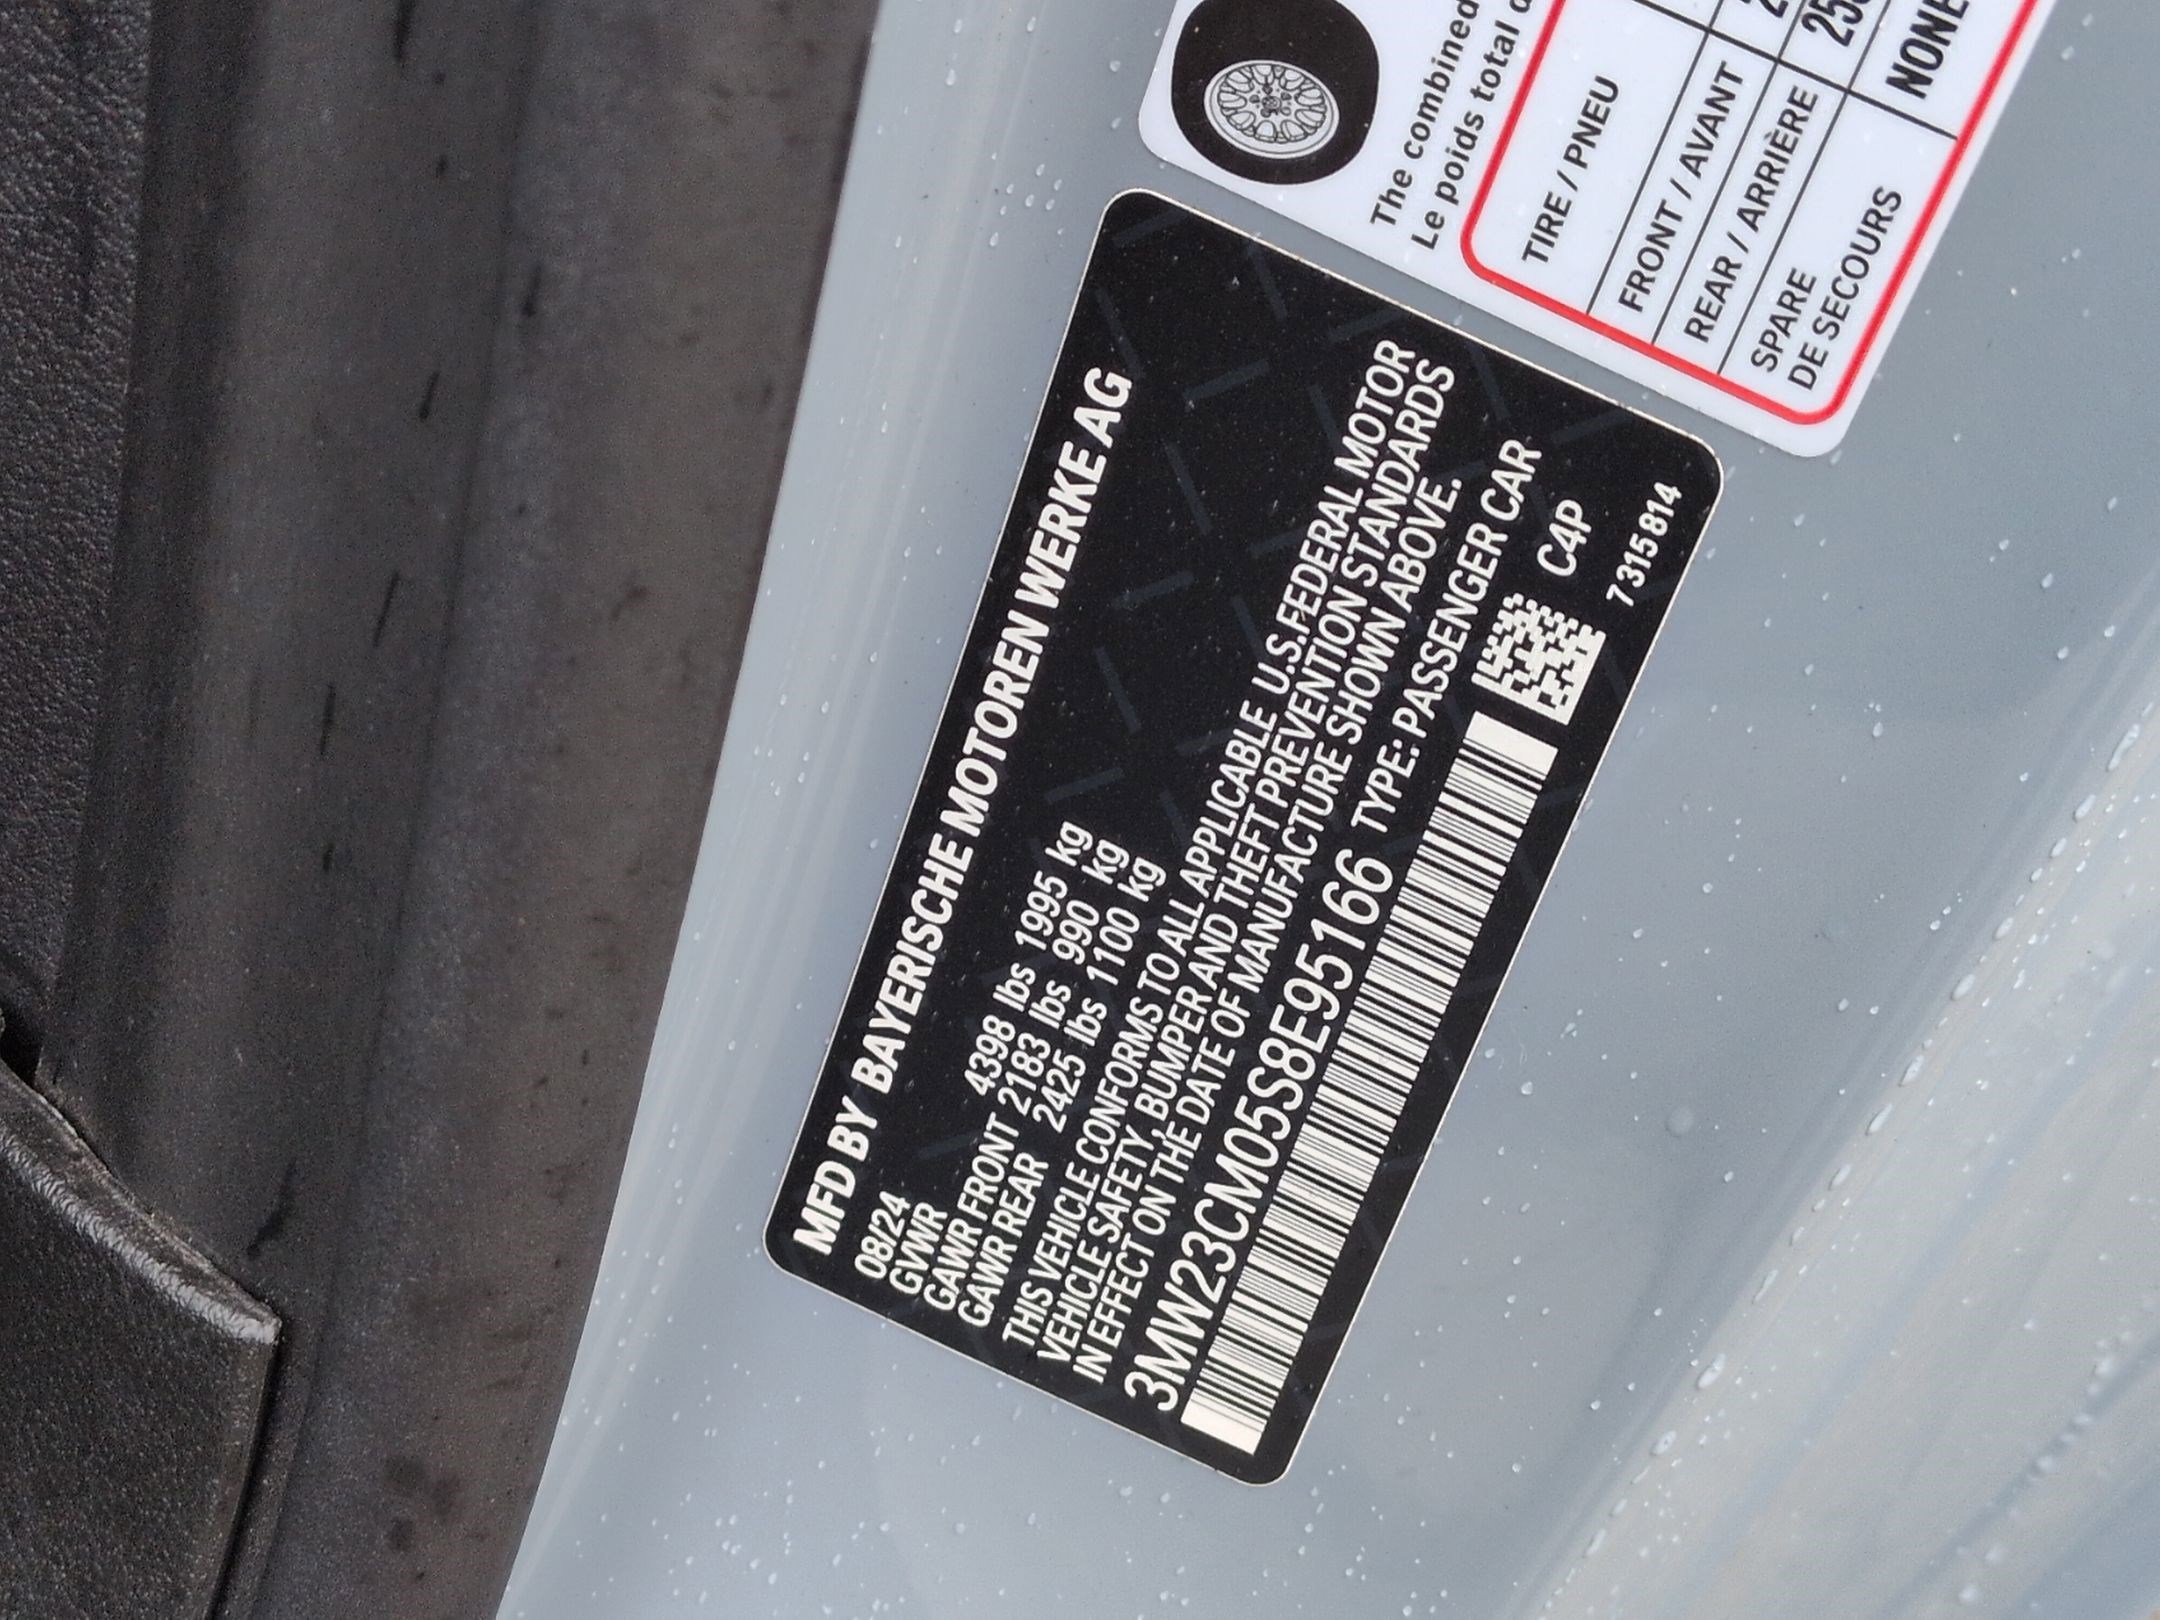 MFD BY BAYERISCHE MOTOREN WERKE AG
08/24
GVWR 4398 lbs 1995 kg
GAWR FRONT 2183 lbs 990 kg
GAWR REAR 2425 lbs 1100 kg
THIS VEHICLE CONFORMS TO ALL APPLICABLE U.S.FEDERAL MOTOR
VEHICLE SAFETY, BUMPER AND THEFT PREVENTION STANDARDS
IN EFFECT ON THE DATE OF MANUFACTURE SHOWN ABOVE.
3MW23CM05S8E95166 TYPE: PASSENGER CAR
C4P
7315814
The combined
Le poids total
TIRE / PNEU
FRONT / AVANT
REAR / ARRIÈRE
SPARE
DE SECOURS
NONE